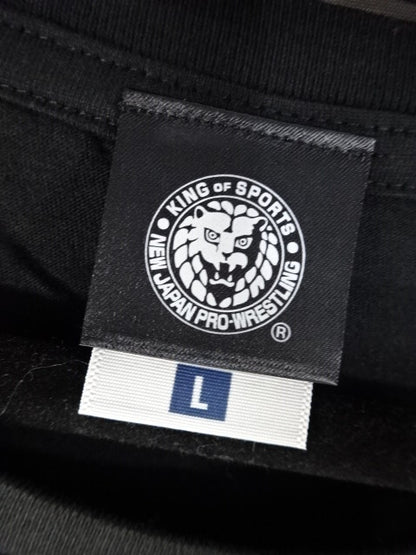 KING OF SPORTS
NEW JAPAN PRO-WRESTLING
®
L